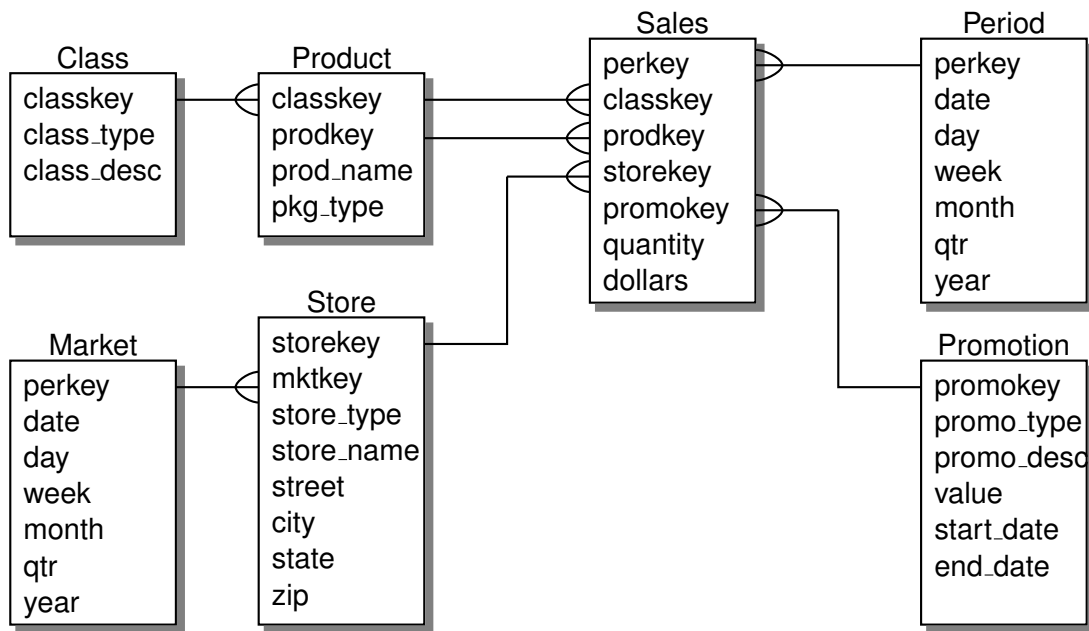 Class
classkey
class_type
class_desc
Product
classkey
prodkey
prod_name
pkg_type
Sales
perkey
classkey
prodkey
storekey
promokey
quantity
dollars
Period
perkey
date
day
week
month
qtr
year
Market
perkey
date
day
week
month
qtr
year
Store
storekey
mktkey
store_type
store_name
street
city
state
zip
Promotion
promokey
promo_type
promo_desc
value
start_date
end_date